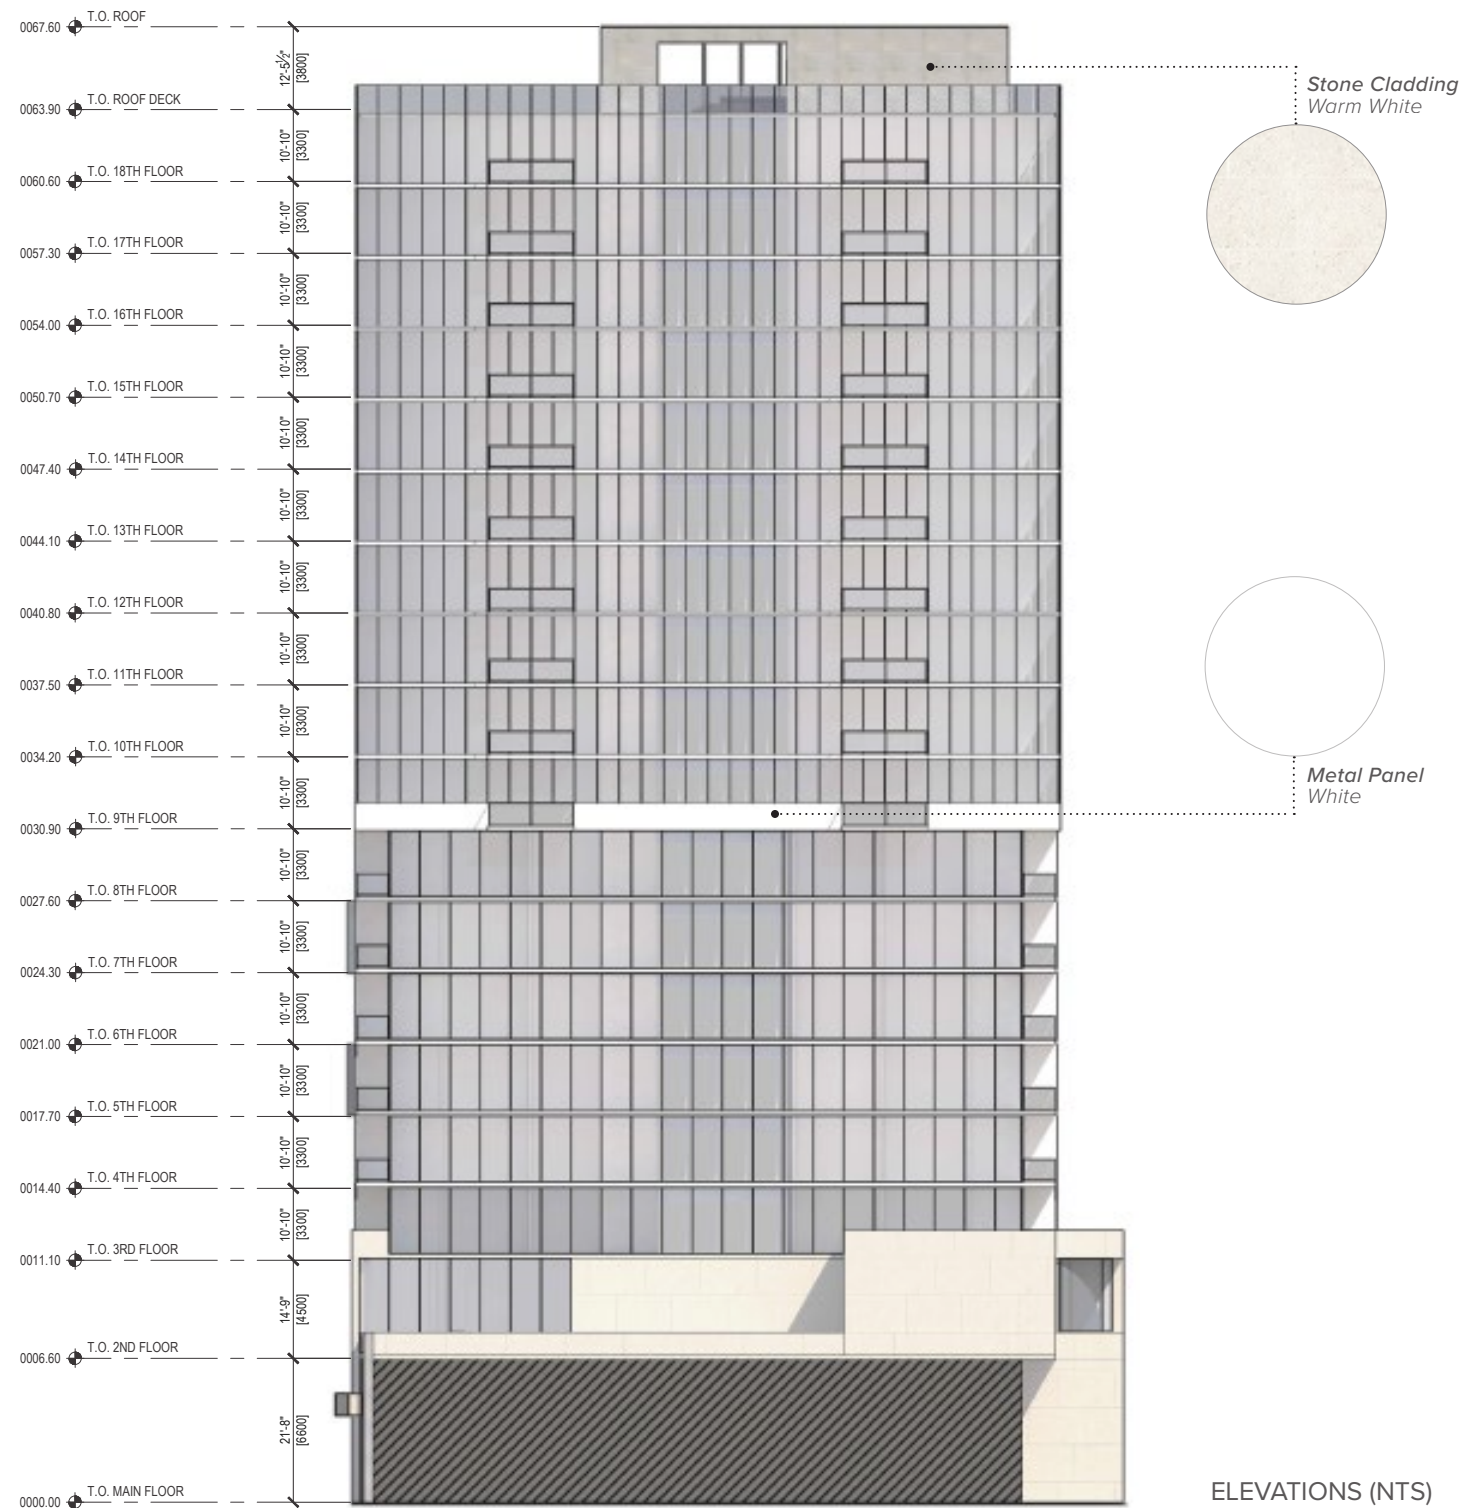 0067.60 T.O. ROOF
12'-5½"
[3800]
Stone Cladding
Warm White
0063.90 T.O. ROOF DECK
10'-10"
[3300]
0060.60 T.O. 18TH FLOOR
10'-10"
[3300]
0057.30 T.O. 17TH FLOOR
10'-10"
[3300]
0054.00 T.O. 16TH FLOOR
10'-10"
[3300]
0050.70 T.O. 15TH FLOOR
10'-10"
[3300]
0047.40 T.O. 14TH FLOOR
10'-10"
[3300]
0044.10 T.O. 13TH FLOOR
10'-10"
[3300]
0040.80 T.O. 12TH FLOOR
10'-10"
[3300]
0037.50 T.O. 11TH FLOOR
10'-10"
[3300]
0034.20 T.O. 10TH FLOOR
10'-10"
[3300]
Metal Panel
White
0030.90 T.O. 9TH FLOOR
10'-10"
[3300]
0027.60 T.O. 8TH FLOOR
10'-10"
[3300]
0024.30 T.O. 7TH FLOOR
10'-10"
[3300]
0021.00 T.O. 6TH FLOOR
10'-10"
[3300]
0017.70 T.O. 5TH FLOOR
10'-10"
[3300]
0014.40 T.O. 4TH FLOOR
10'-10"
[3300]
0011.10 T.O. 3RD FLOOR
14'-9"
[4500]
0006.60 T.O. 2ND FLOOR
21'-8"
[6600]
0000.00 T.O. MAIN FLOOR
ELEVATIONS (NTS)